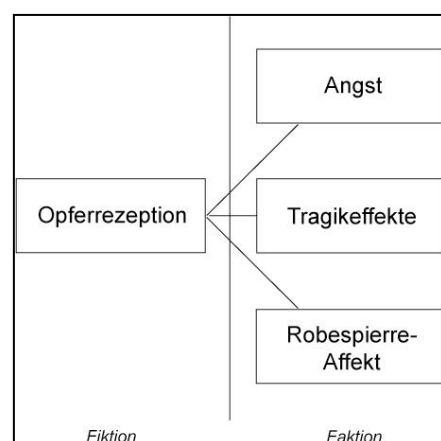 Angst
Opferrezeption
Tragikeffekte
Robespierre-
Affekt
Fiktion
Faktion